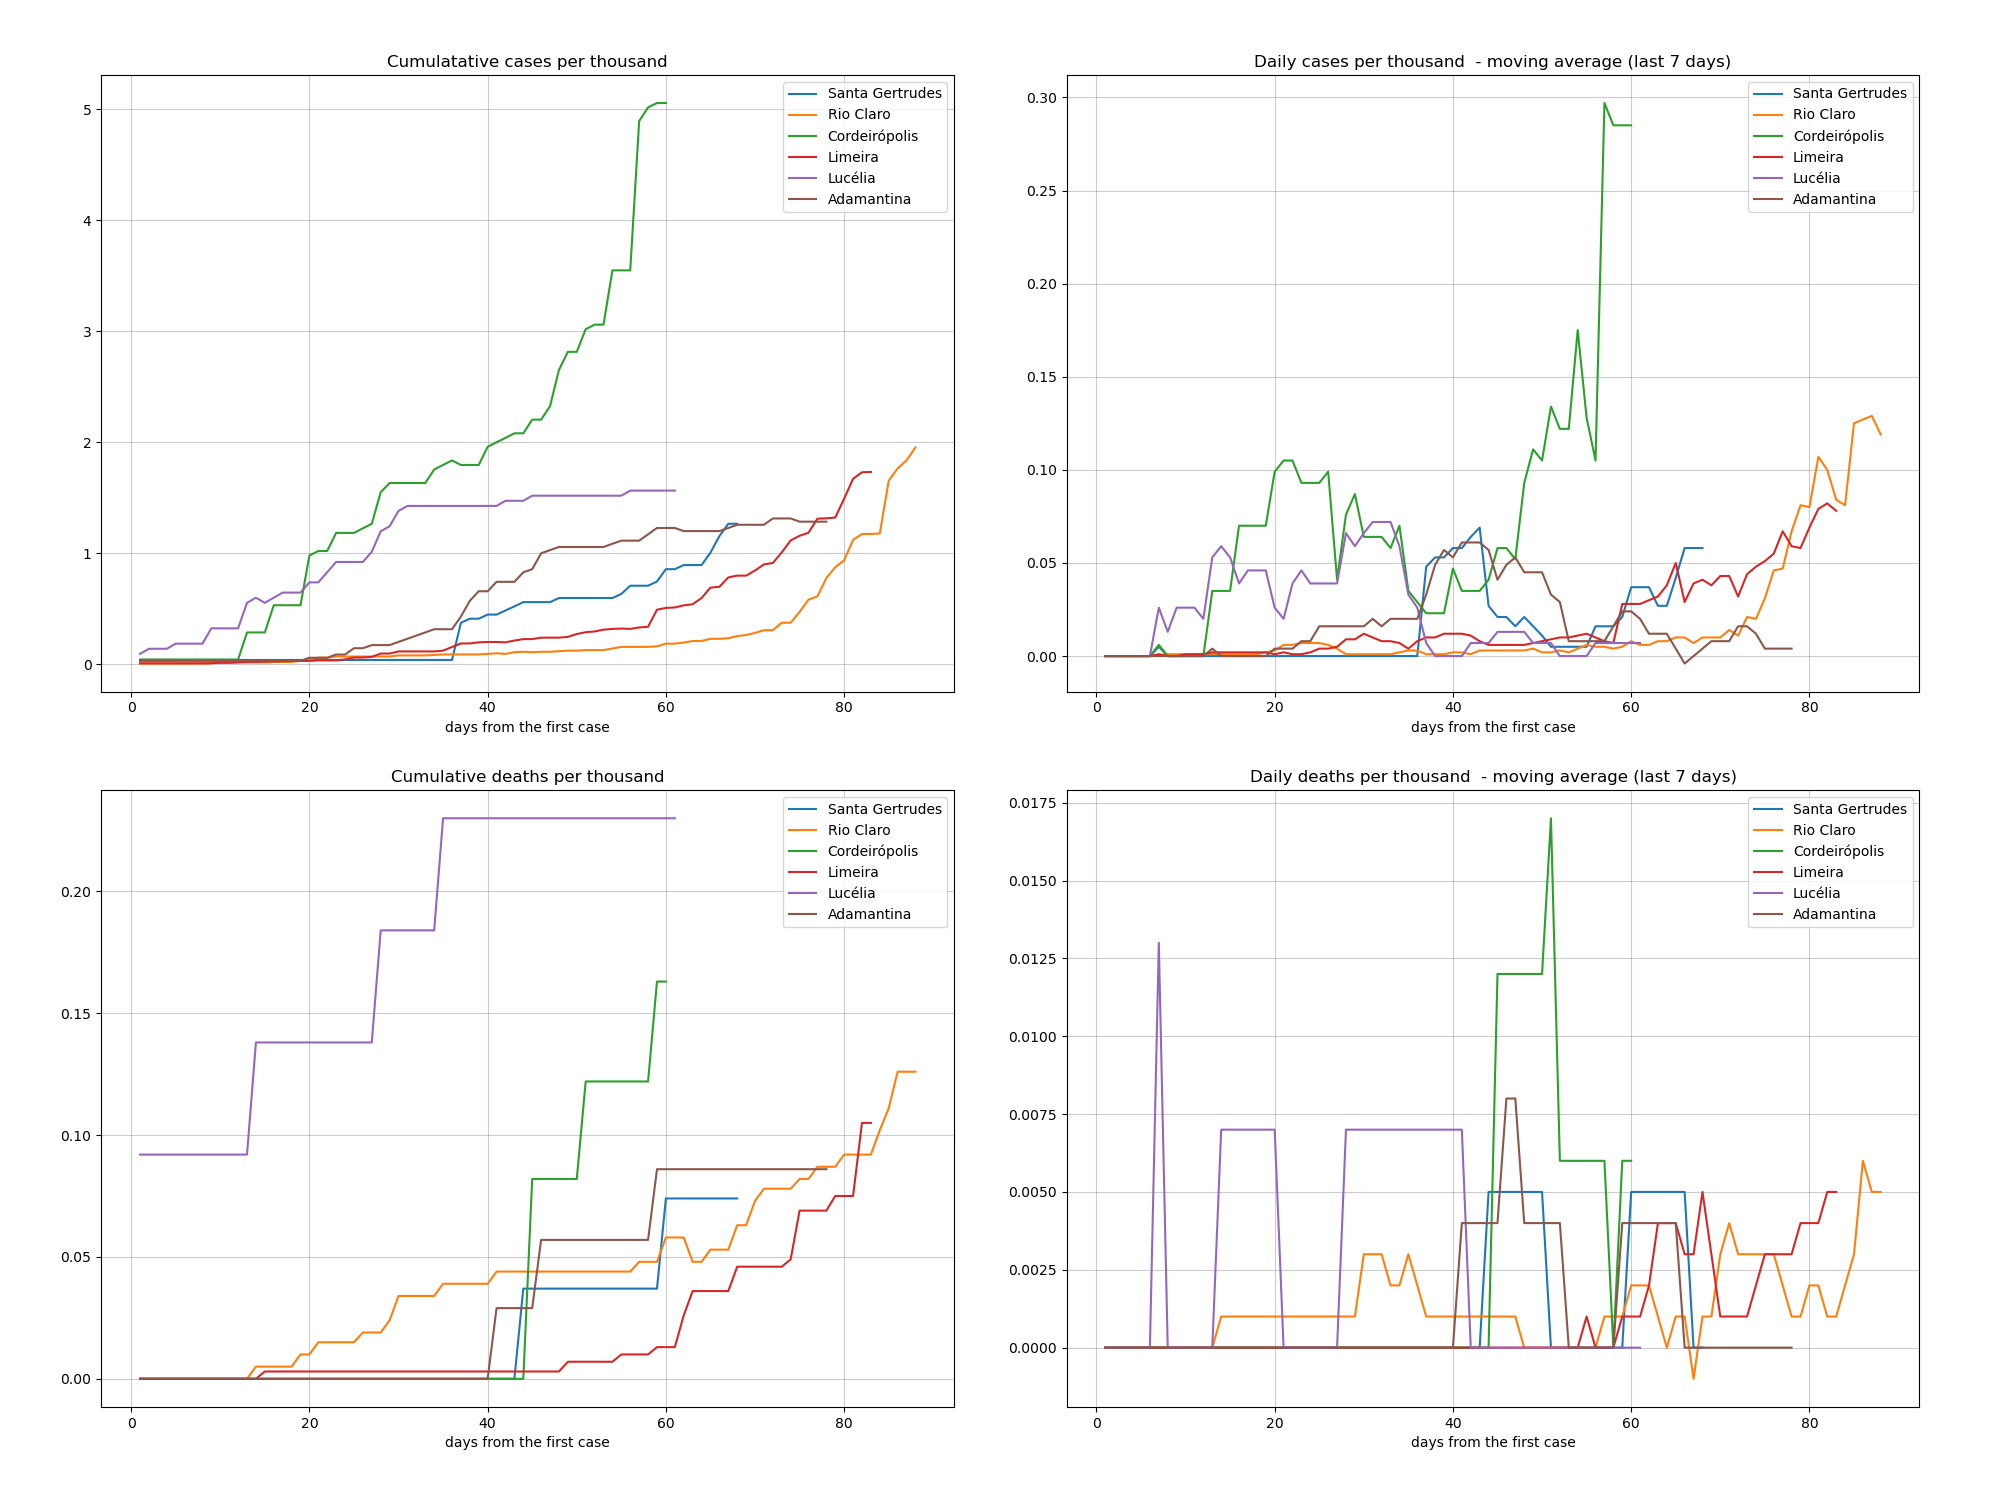 Cumulatative cases per thousand
5
4
3
2
1
0
0 20 40 60 80
days from the first case
Santa Gertrudes
Rio Claro
Cordeirópolis
Limeira
Lucélia
Adamantina
Daily cases per thousand  - moving average (last 7 days)
0.30
0.25
0.20
0.15
0.10
0.05
0.00
0 20 40 60 80
days from the first case
Santa Gertrudes
Rio Claro
Cordeirópolis
Limeira
Lucélia
Adamantina
Cumulative deaths per thousand
0.20
0.15
0.10
0.05
0.00
0 20 40 60 80
days from the first case
Santa Gertrudes
Rio Claro
Cordeirópolis
Limeira
Lucélia
Adamantina
Daily deaths per thousand  - moving average (last 7 days)
0.0175
0.0150
0.0125
0.0100
0.0075
0.0050
0.0025
0.0000
0 20 40 60 80
days from the first case
Santa Gertrudes
Rio Claro
Cordeirópolis
Limeira
Lucélia
Adamantina